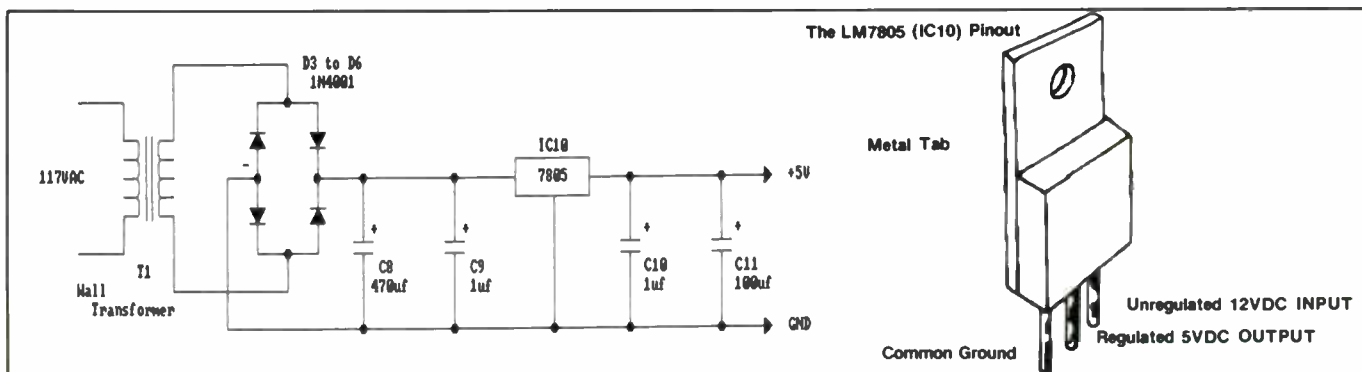 The LM7805 (IC10) Pinout
D3 to D6
1N4001
IC10
7805
Metal Tab
117VAC
-
+5V
+
C8
470uf
+
C9
1uf
+
C10
1uf
+
C11
100uf
T1
Wall
Transformer
GND
Unregulated 12VDC INPUT
Regulated 5VDC OUTPUT
Common Ground